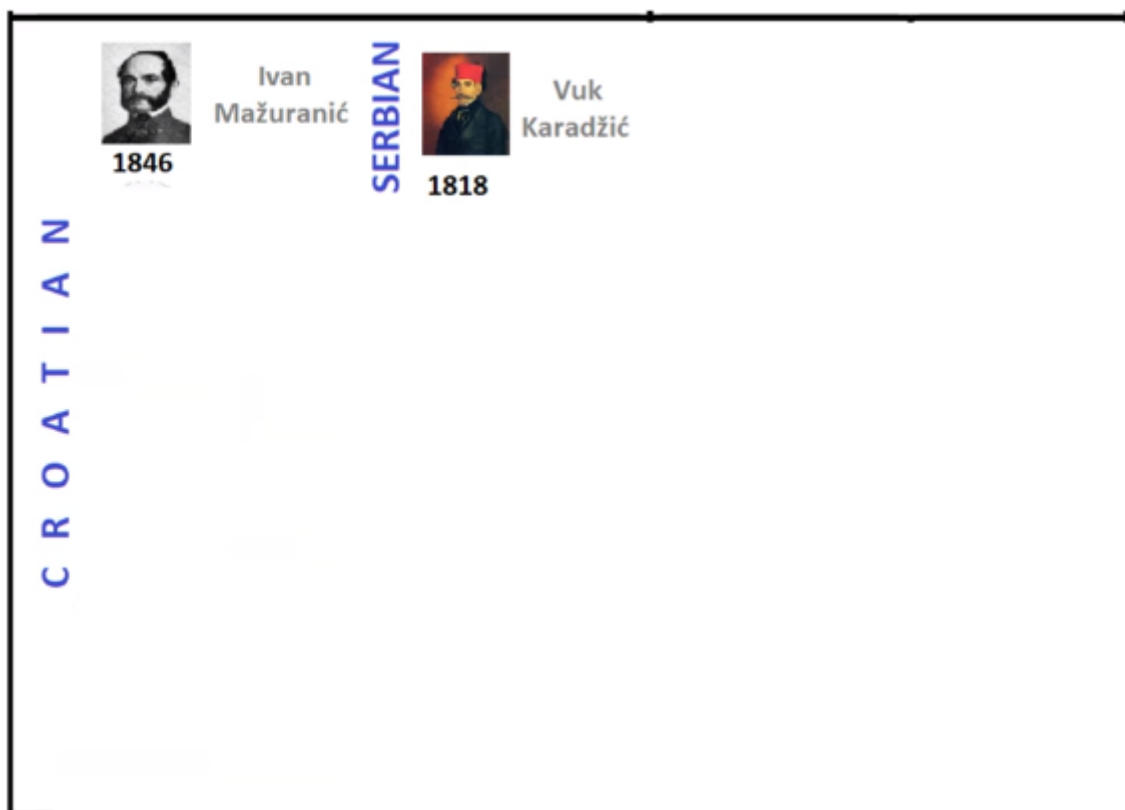 Ivan
Mažuranić
1846
SERBIAN
Vuk
Karadžić
1818
CROATIAN